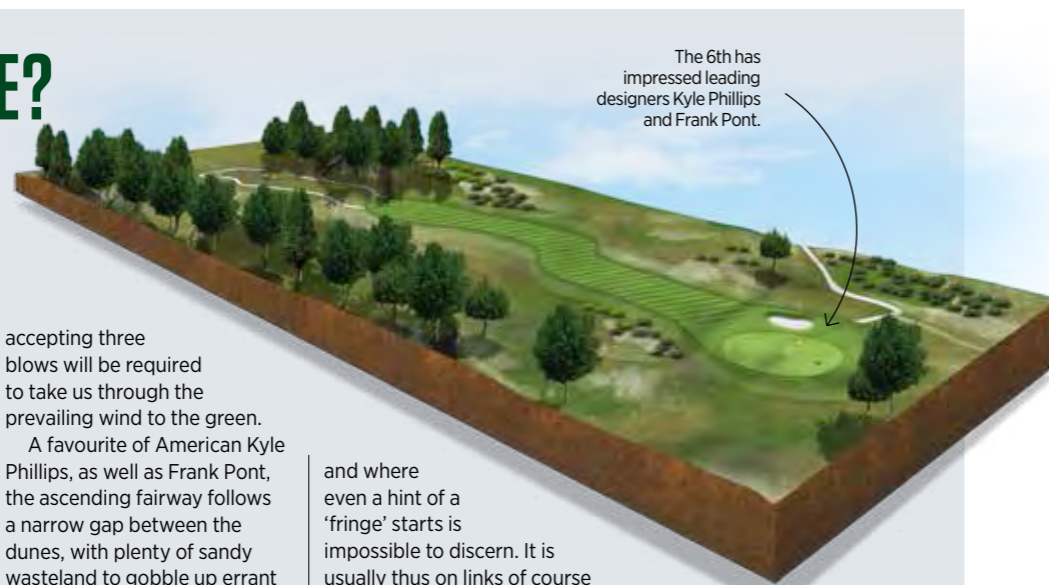 E?
The 6th has
impressed leading
designers Kyle Phillips
and Frank Pont.
accepting three
blows will be required
to take us through the
prevailing wind to the green.
A favourite of American Kyle
Phillips, as well as Frank Pont,
the ascending fairway follows
a narrow gap between the
dunes, with plenty of sandy
wasteland to gobble up errant
and where
even a hint of a
‘fringe’ starts is
impossible to discern. It is
usually thus on links of course